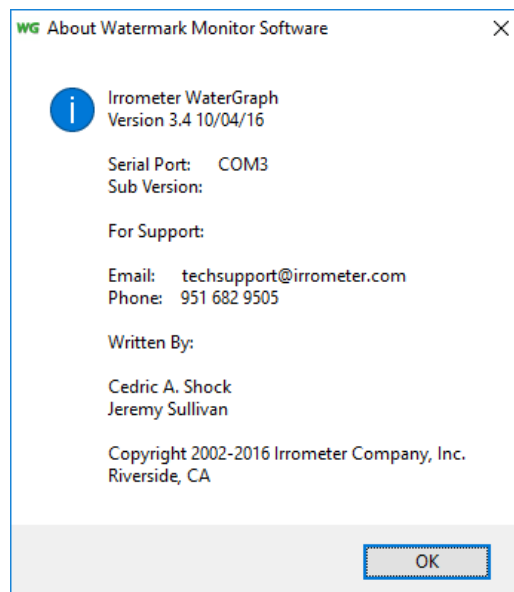 WG About Watermark Monitor Software
Irrometer WaterGraph
Version 3.4 10/04/16
Serial Port: COM3
Sub Version:
For Support:
Email: techsupport@irrometer.com
Phone: 951 682 9505
Written By:
Cedric A. Shock
Jeremy Sullivan
Copyright 2002-2016 Irrometer Company, Inc.
Riverside, CA
OK